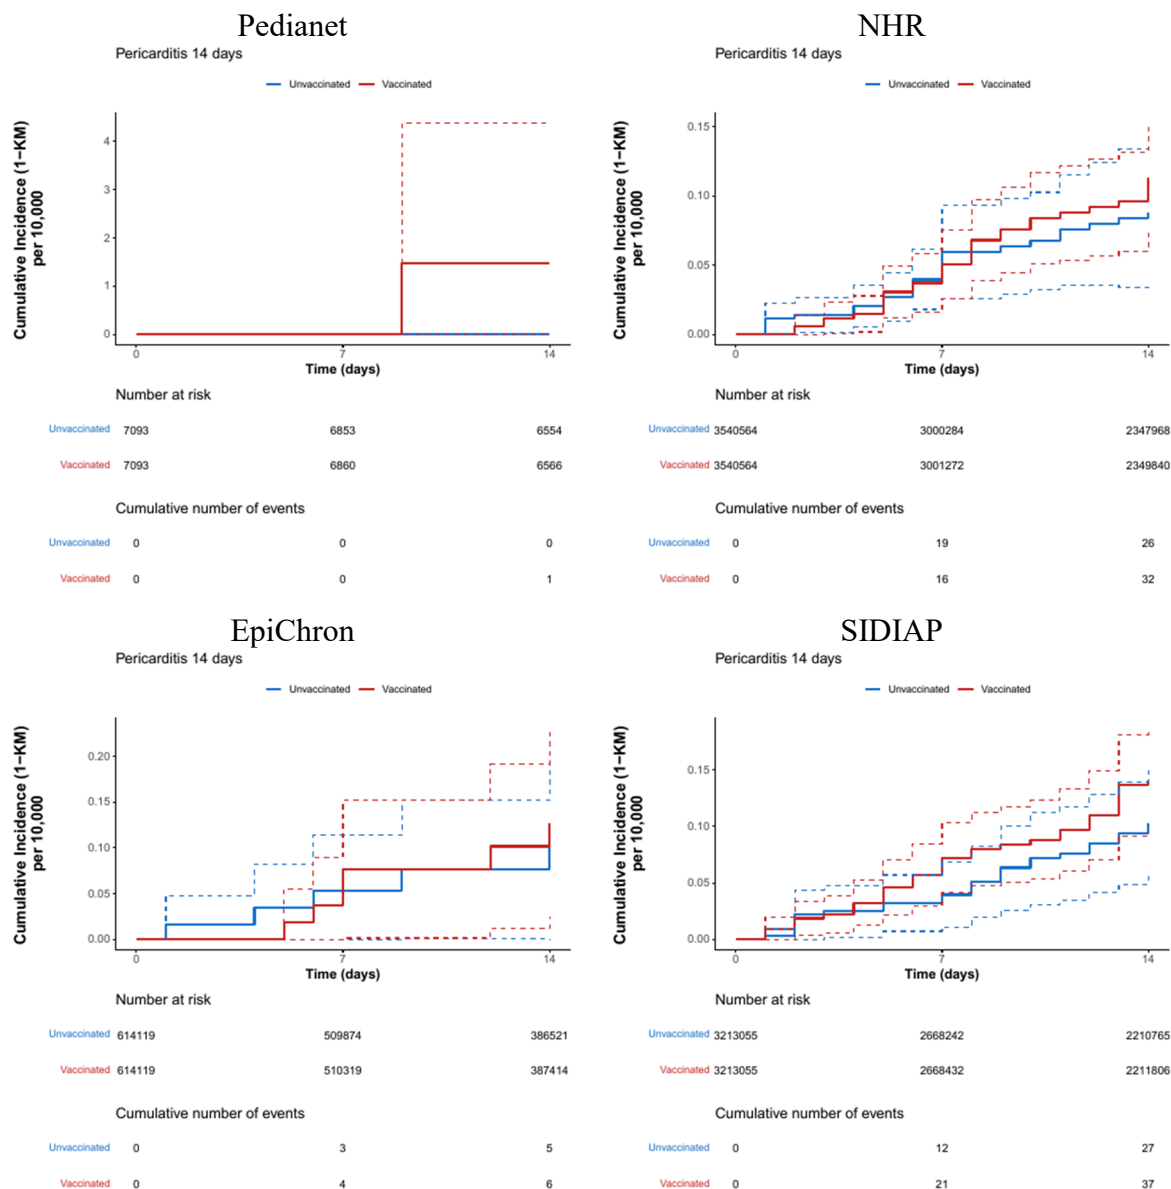 Pedianet
Pericarditis 14 days
Unvaccinated Vaccinated
Cumulative Incidence (1−KM)
per 10,000
4
3
2
1
0
0 7 14
Time (days)
Number at risk
Unvaccinated 7093 6853 6554
Vaccinated 7093 6860 6566
Cumulative number of events
Unvaccinated 0 0 0
Vaccinated 0 0 1
NHR
Pericarditis 14 days
Unvaccinated Vaccinated
Cumulative Incidence (1−KM)
per 10,000
0.15
0.10
0.05
0.00
0 7 14
Time (days)
Number at risk
Unvaccinated 3540564 3000284 2347968
Vaccinated 3540564 3001272 2349840
Cumulative number of events
Unvaccinated 0 19 26
Vaccinated 0 16 32
EpiChron
Pericarditis 14 days
Unvaccinated Vaccinated
Cumulative Incidence (1−KM)
per 10,000
0.20
0.15
0.10
0.05
0.00
0 7 14
Time (days)
Number at risk
Unvaccinated 614119 509874 386521
Vaccinated 614119 510319 387414
Cumulative number of events
Unvaccinated 0 3 5
Vaccinated 0 4 6
SIDIAP
Pericarditis 14 days
Unvaccinated Vaccinated
Cumulative Incidence (1−KM)
per 10,000
0.15
0.10
0.05
0.00
0 7 14
Time (days)
Number at risk
Unvaccinated 3213055 2668242 2210765
Vaccinated 3213055 2668432 2211806
Cumulative number of events
Unvaccinated 0 12 27
Vaccinated 0 21 37